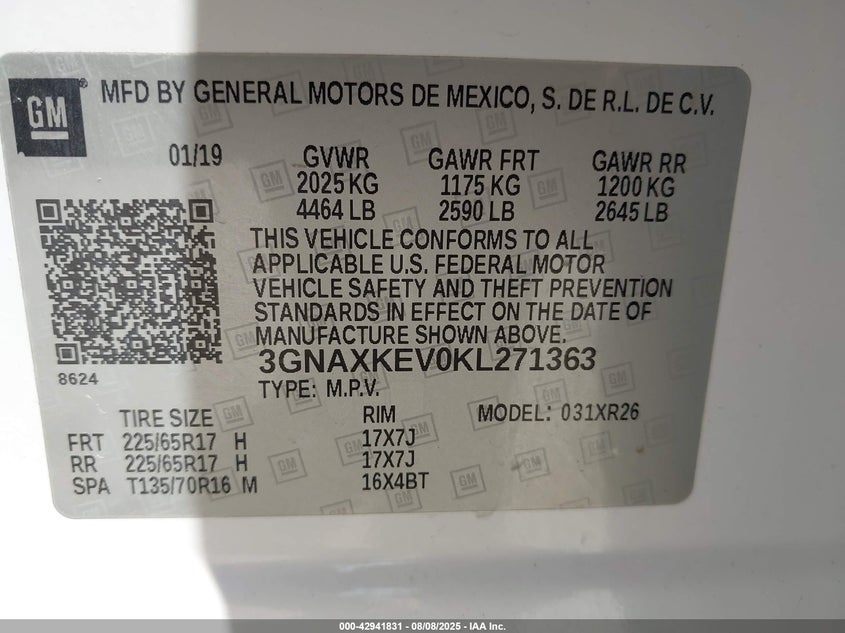 GM MFD BY GENERAL MOTORS DE MEXICO, S. DE R.L. DE C.V.
01/19 GVWR GAWR FRT GAWR RR
2025 KG 1175 KG 1200 KG
4464 LB 2590 LB 2645 LB
THIS VEHICLE CONFORMS TO ALL
APPLICABLE U.S. FEDERAL MOTOR
VEHICLE SAFETY AND THEFT PREVENTION
STANDARDS IN EFFECT ON THE DATE OF
MANUFACTURE SHOWN ABOVE.
3GNAXKEV0KL271363
8624
TYPE: M.P.V.
TIRE SIZE RIM MODEL: 031XR26
FRT 225/65R17 H 17X7J
RR 225/65R17 H 17X7J
SPA T135/70R16 M 16X4BT
000-42941831 - 08/08/2025 - IAA Inc.